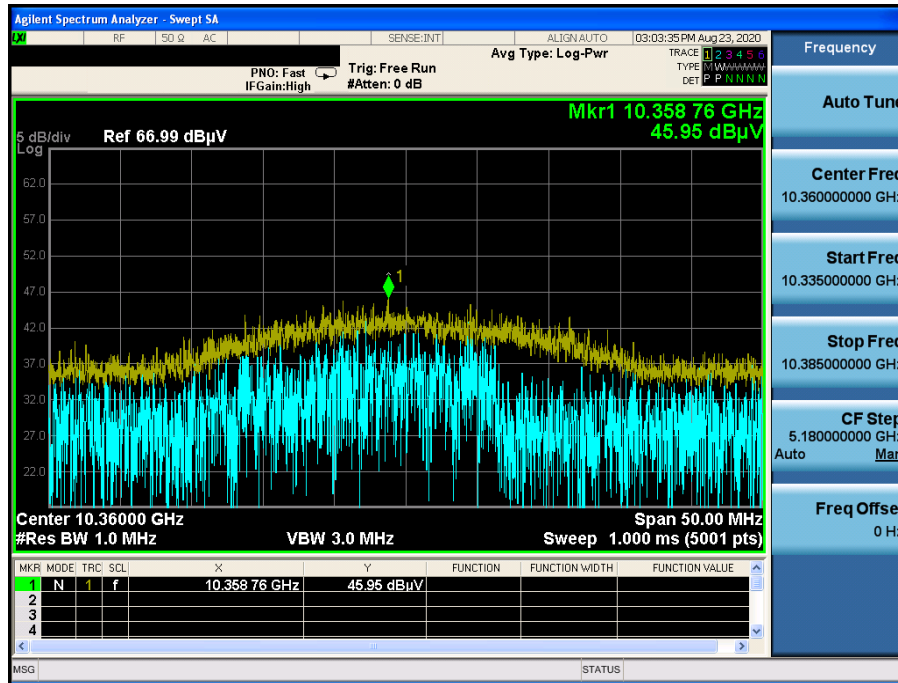 Agilent Spectrum Analyzer - Swept SA
LXI RF 50 Ω AC SENSE:INT ALIGN AUTO 03:03:35 PM Aug 23, 2020
Frequency
Avg Type: Log-Pwr TRACE 1 2 3 4 5 6
PNO: Fast Trig: Free Run TYPE M W W W W W
IFGain:High #Atten: 0 dB DET P P N N N N
Auto Tune
Mkr1 10.358 76 GHz
5 dB/div Ref 66.99 dBµV 45.95 dBµV
Log
62.0
57.0
52.0
47.0
42.0
37.0
32.0
27.0
22.0
1
Center Freq
10.360000000 GHz
Start Freq
10.335000000 GHz
Stop Freq
10.385000000 GHz
CF Step
5.180000000 GHz
Auto Man
Freq Offset
0 Hz
Center 10.36000 GHz Span 50.00 MHz
#Res BW 1.0 MHz VBW 3.0 MHz Sweep 1.000 ms (5001 pts)
MKR MODE TRC SCL X Y FUNCTION FUNCTION WIDTH FUNCTION VALUE
1 N 1 f 10.358 76 GHz 45.95 dBµV
2
3
4
MSG STATUS